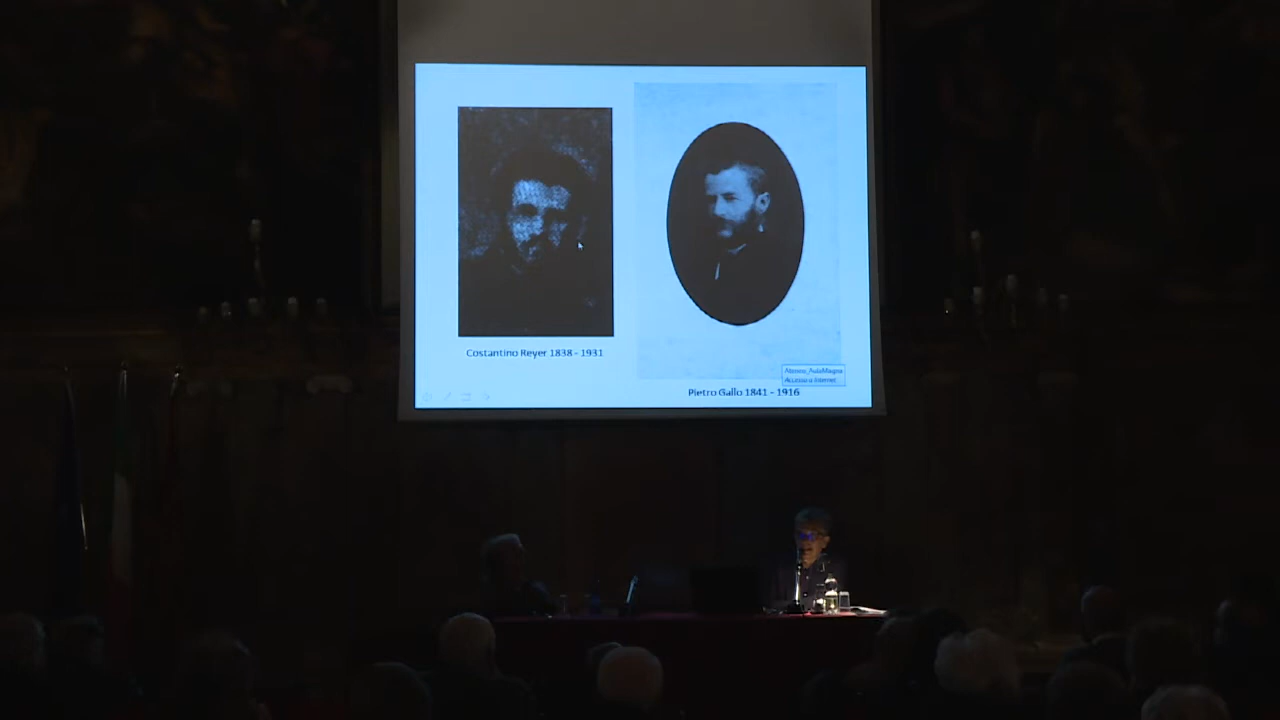 Costantino Reyer 1838 - 1931
Ateneo_AulaMagna
Accesso a Internet
Pietro Gallo 1841 - 1916